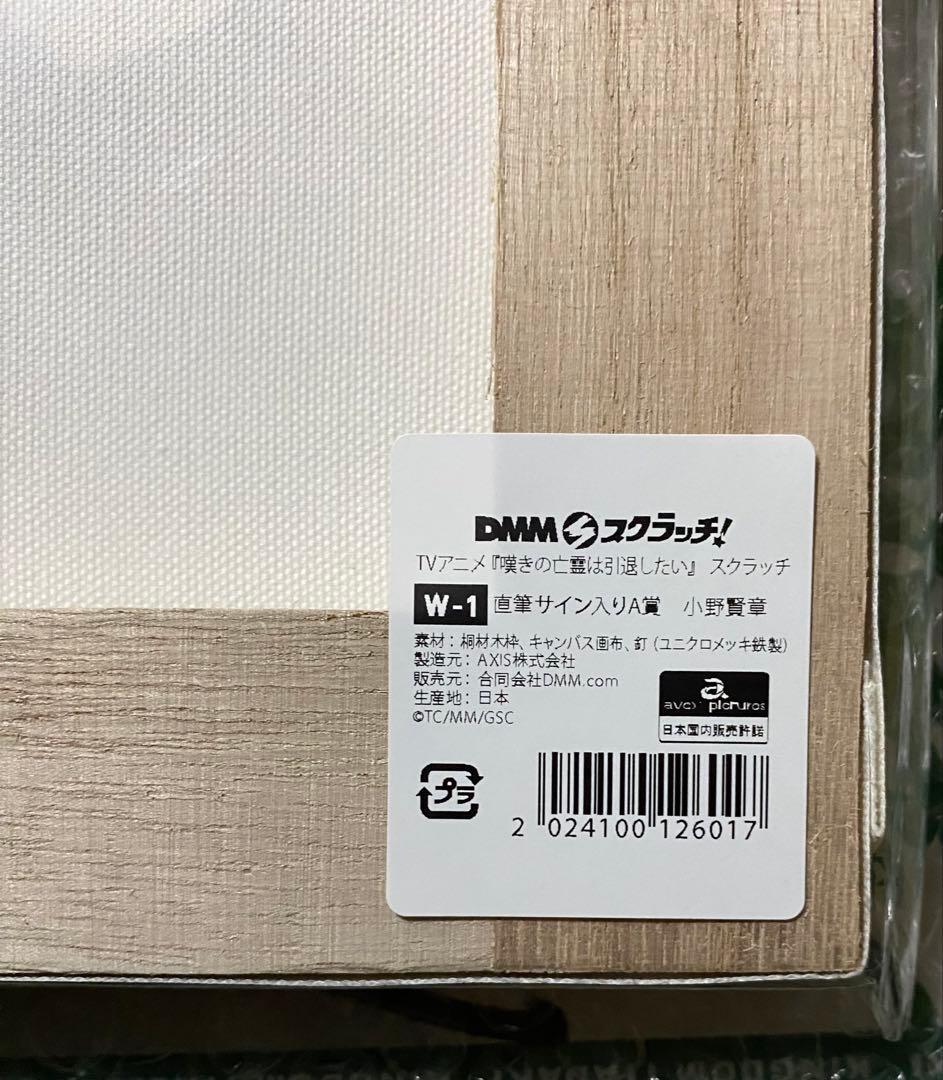 DMM スクラッチ!
TVアニメ『嘆きの亡霊は引退したい』 スクラッチ
W-1 直筆サイン入りA賞 小野賢章
素材：桐材木枠、キャンバス画布、釘（ユニクロメッキ鉄製）
製造元：AXIS株式会社
販売元：合同会社DMM.com
生産地：日本
©TC/MM/GSC
a.
avex pictures
日本国内販売許諾
プラ
2 024100 126017